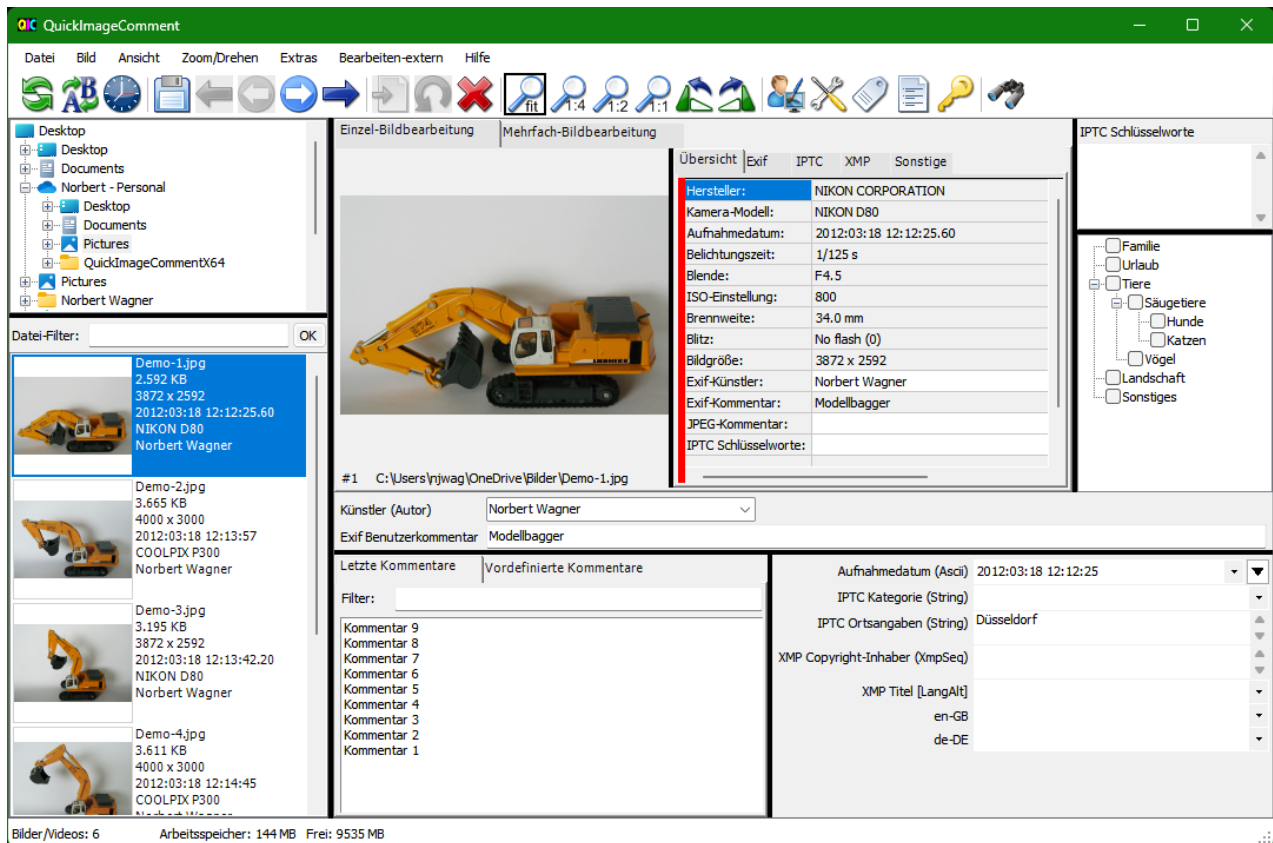 QIC QuickImageComment
Datei Bild Ansicht Zoom/Drehen Extras Bearbeiten-extern Hilfe
AB fit 1:4 1:2 1:1
Desktop
Desktop
Documents
Norbert - Personal
Desktop
Documents
Pictures
QuickImageCommentX64
Pictures
Norbert Wagner
Datei-Filter: OK
Demo-1.jpg
2.592 KB
3872 x 2592
2012:03:18 12:12:25.60
NIKON D80
Norbert Wagner
Demo-2.jpg
3.665 KB
4000 x 3000
2012:03:18 12:13:57
COOLPIX P300
Norbert Wagner
Demo-3.jpg
3.195 KB
3872 x 2592
2012:03:18 12:13:42.20
NIKON D80
Norbert Wagner
Demo-4.jpg
3.611 KB
4000 x 3000
2012:03:18 12:14:45
COOLPIX P300
Einzel-Bildbearbeitung Mehrfach-Bildbearbeitung
E74
LIEBHERR
#1 C:\Users\njwag\OneDrive\Bilder\Demo-1.jpg
Übersicht Exif IPTC XMP Sonstige
Hersteller: NIKON CORPORATION
Kamera-Modell: NIKON D80
Aufnahmedatum: 2012:03:18 12:12:25.60
Belichtungszeit: 1/125 s
Blende: F4.5
ISO-Einstellung: 800
Brennweite: 34.0 mm
Blitz: No flash (0)
Bildgröße: 3872 x 2592
Exif-Künstler: Norbert Wagner
Exif-Kommentar: Modellbagger
JPEG-Kommentar:
IPTC Schlüsselworte:
IPTC Schlüsselworte
Familie
Urlaub
Tiere
Säugetiere
Hunde
Katzen
Vögel
Landschaft
Sonstiges
Künstler (Autor) Norbert Wagner
Exif Benutzerkommentar Modellbagger
Letzte Kommentare Vordefinierte Kommentare
Filter:
Kommentar 9
Kommentar 8
Kommentar 7
Kommentar 6
Kommentar 5
Kommentar 4
Kommentar 3
Kommentar 2
Kommentar 1
Aufnahmedatum (Ascii) 2012:03:18 12:12:25
IPTC Kategorie (String)
IPTC Ortsangaben (String) Düsseldorf
XMP Copyright-Inhaber (XmpSeq)
XMP Titel [LangAlt]
en-GB
de-DE
Bilder/Videos: 6 Arbeitsspeicher: 144 MB Frei: 9535 MB